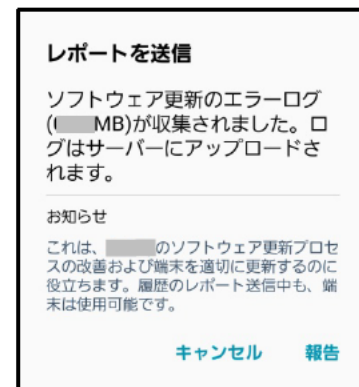 レポートを送信
ソフトウェア更新のエラーログ
( MB)が収集されました。ロ
グはサーバーにアップロードさ
れます。
お知らせ
これは、 のソフトウェア更新プロセ
スの改善および端末を適切に更新するのに
役立ちます。履歴のレポート送信中も、端
末は使用可能です。
キャンセル 報告